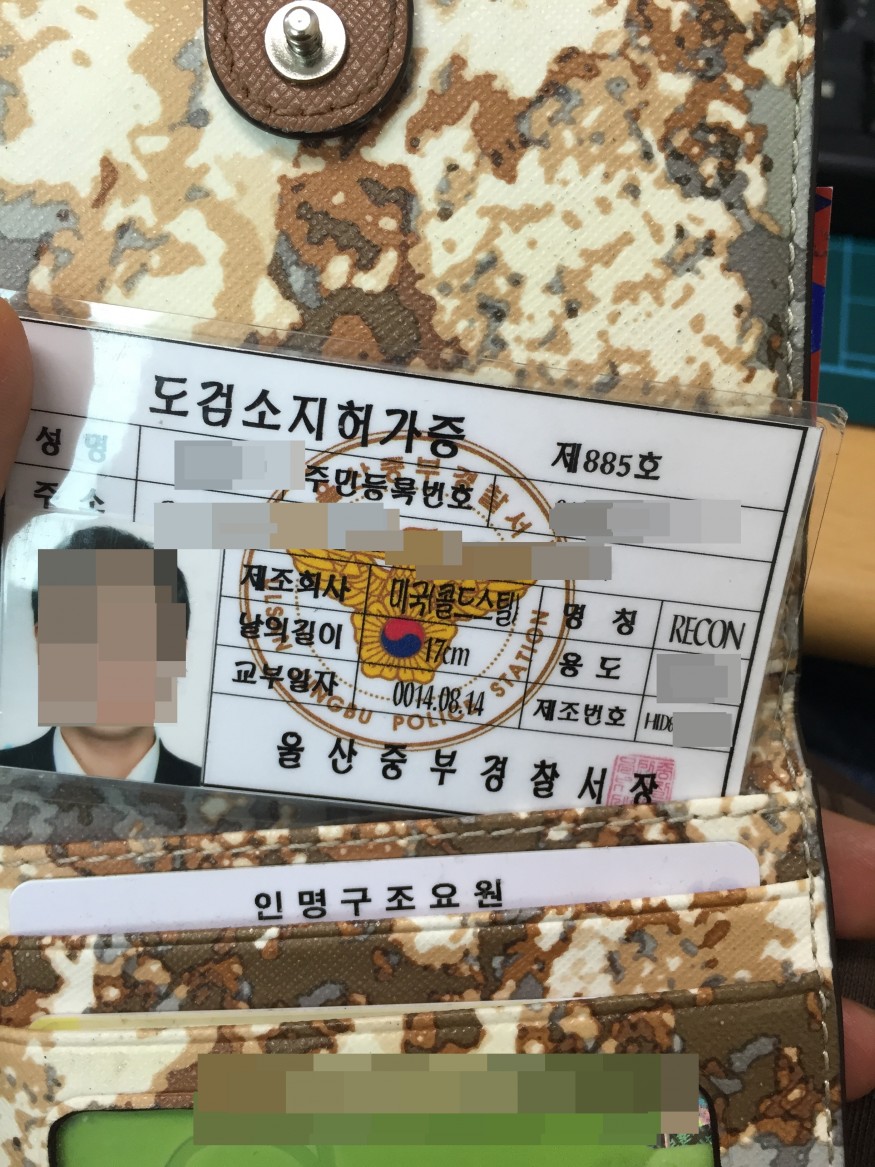 도검소지허가증
제885호
성 명
주민등록번호
주 소
제조회사 미국(콜드스틸) 명 칭 RECON
날의길이 17cm 용 도
교부일자 0014.08.14 제조번호 HID
울산중부경찰서장
POLICE STATION
인명구조요원